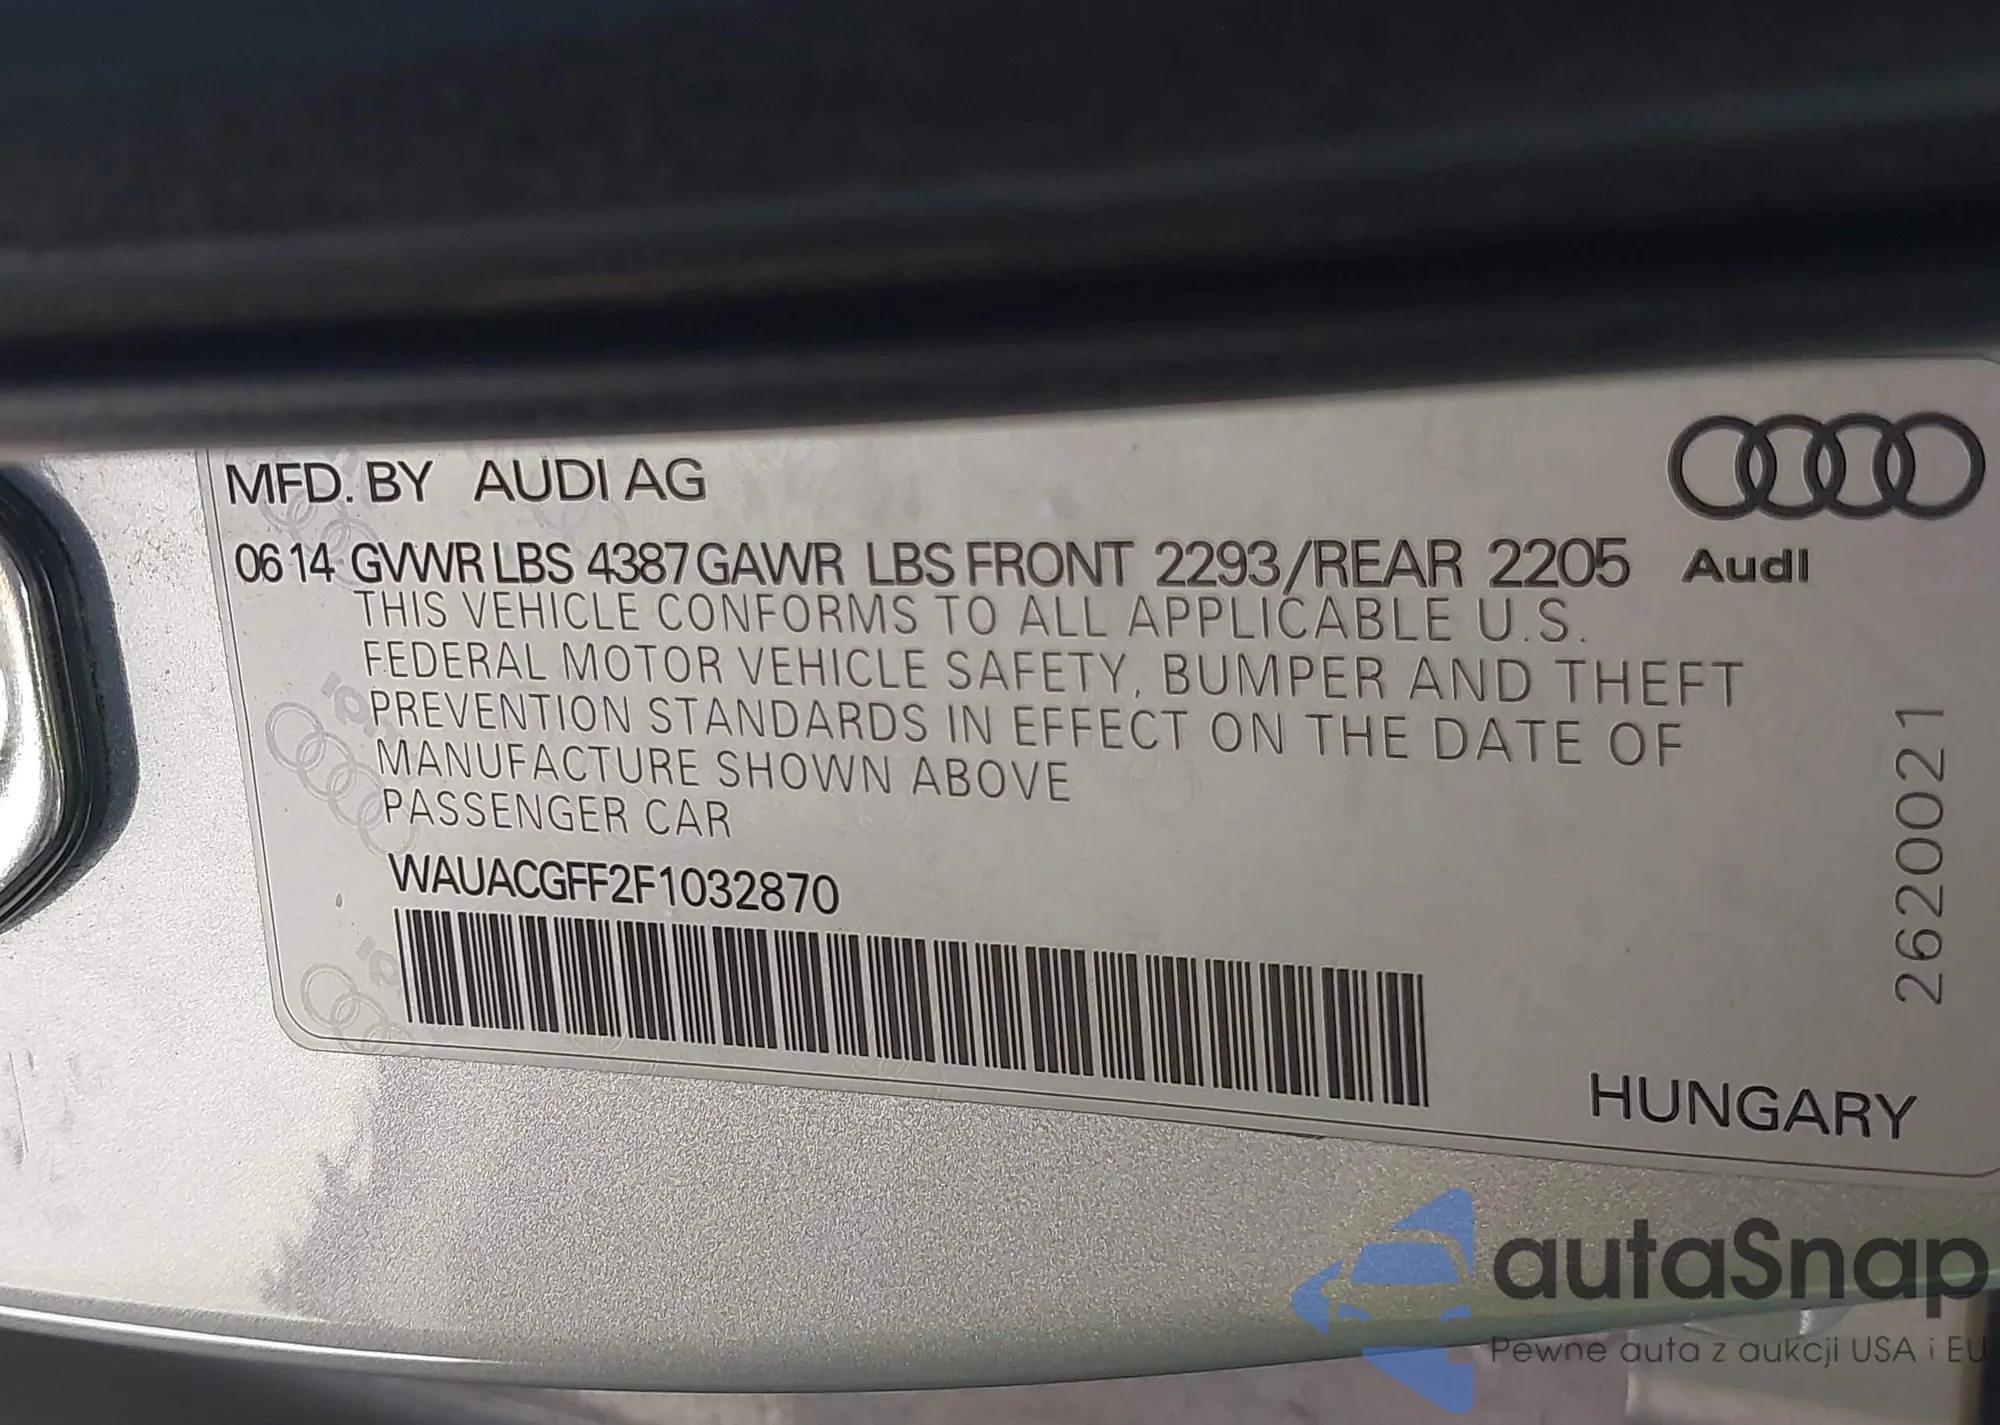 MFD. BY AUDI AG
06 14 GVWR LBS 4387 GAWR LBS FRONT 2293/REAR 2205
Audi
THIS VEHICLE CONFORMS TO ALL APPLICABLE U.S.
FEDERAL MOTOR VEHICLE SAFETY, BUMPER AND THEFT
PREVENTION STANDARDS IN EFFECT ON THE DATE OF
MANUFACTURE SHOWN ABOVE
PASSENGER CAR
WAUACGFF2F1032870
2620021
HUNGARY
autaSnap
Pewne auta z aukcji USA i EU